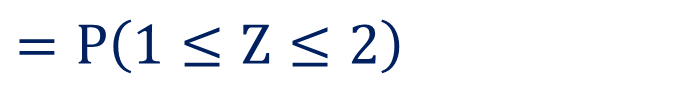 = P(1 ≤ Z ≤ 2)